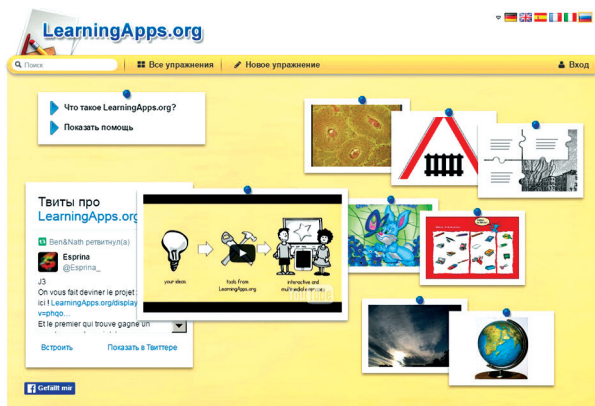 LearningApps.org
Поиск
Все упражнения
Новое упражнение
Вход
Что такое LearningApps.org?
Показать помощь
Твиты про
LearningApps.org
Ben&Nath ретвитнул(а)
Esprina
@Esprina_
J3
On vous fait deviner le projet
ici ! LearningApps.org/display
v=phqo...
Et le premier qui trouve gagne un
Встроить
Показать в Твиттере
your ideas
tools from
LearningApps.org
interactive and
Gefällt mir